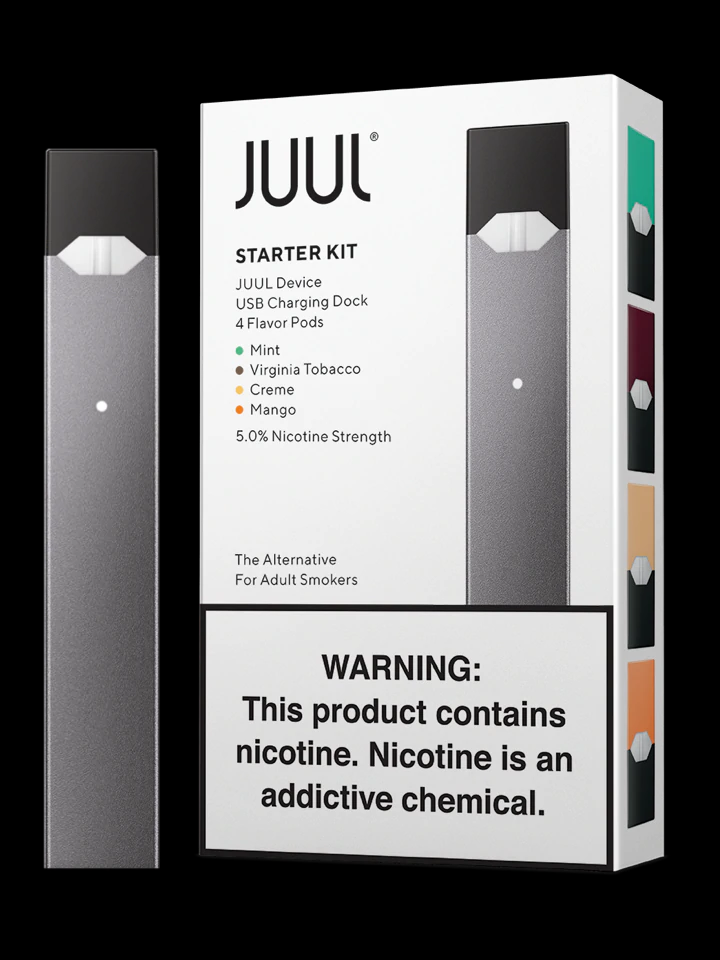 JUUL®
STARTER KIT
JUUL Device
USB Charging Dock
4 Flavor Pods
Mint
Virginia Tobacco
Creme
Mango
5.0% Nicotine Strength
The Alternative
For Adult Smokers
WARNING:
This product contains
nicotine. Nicotine is an
addictive chemical.